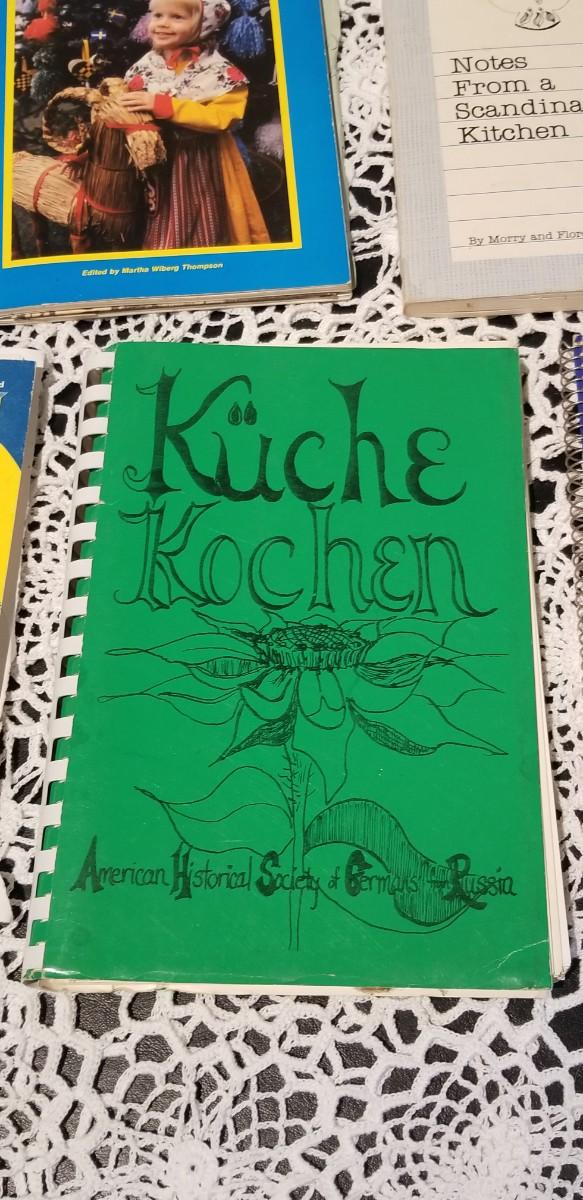 Edited by Martha Wiberg Thompson
Notes
From a
Scandina
Kitchen
By Morry and Flor
Küche
Kochen
American Historical Society of Germans from Russia